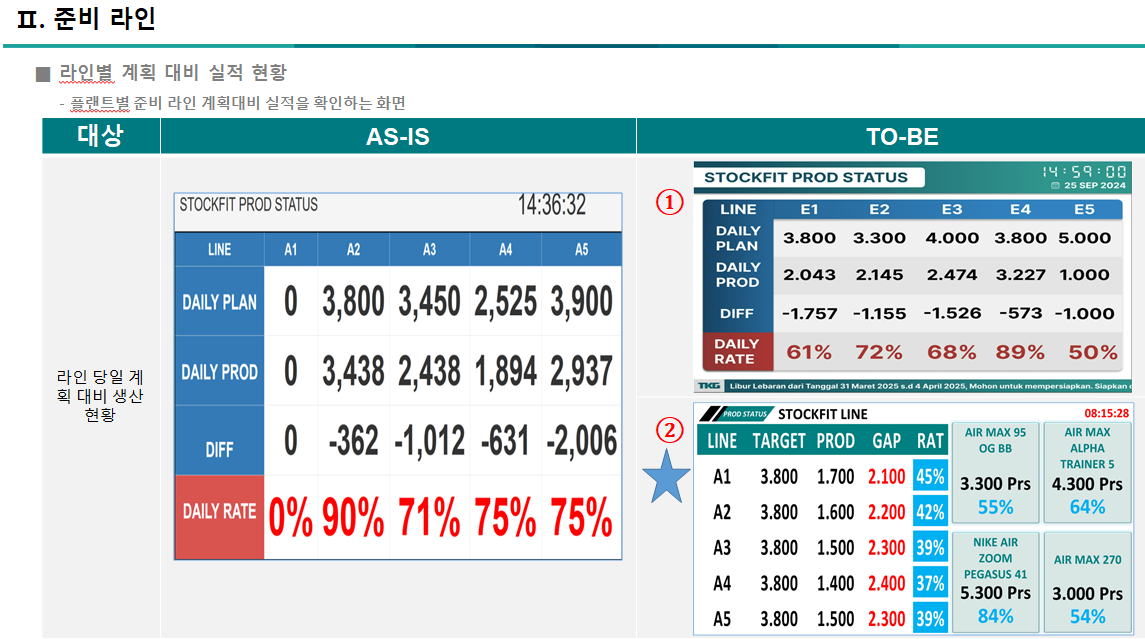 Ⅱ. 준비 라인
■ 라인별 계획 대비 실적 현황
- 플랜트별 준비 라인 계획대비 실적을 확인하는 화면
대상 AS-IS TO-BE
라인 당일 계
획 대비 생산
현황
STOCKFIT PROD STATUS 14:36:32
LINE A1 A2 A3 A4 A5
DAILY PLAN 0 3,800 3,450 2,525 3,900
DAILY PROD 0 3,438 2,438 1,894 2,937
DIFF 0 -362 -1,012 -631 -2,006
DAILY RATE 0% 90% 71% 75% 75%
①
STOCKFIT PROD STATUS 14:59:00
25 SEP 2024
LINE E1 E2 E3 E4 E5
DAILY
PLAN 3.800 3.300 4.000 3.800 5.000
DAILY
PROD 2.043 2.145 2.474 3.227 1.000
DIFF -1.757 -1.155 -1.526 -573 -1.000
DAILY
RATE 61% 72% 68% 89% 50%
TKG Libur Lebaran dari Tanggal 31 Maret 2025 s.d 4 April 2025, Mohon untuk mempersiapkan. Siapkan d
②
PROD STATUS STOCKFIT LINE 08:15:28
LINE TARGET PROD GAP RAT
A1 3.800 1.700 2.100 45%
A2 3.800 1.600 2.200 42%
A3 3.800 1.500 2.300 39%
A4 3.800 1.400 2.400 37%
A5 3.800 1.500 2.300 39%
AIR MAX 95
OG BB
3.300 Prs
55%
AIR MAX
ALPHA
TRAINER 5
4.300 Prs
64%
NIKE AIR
ZOOM
PEGASUS 41
5.300 Prs
84%
AIR MAX 270
3.000 Prs
54%